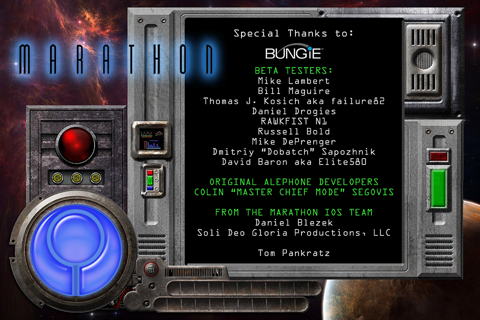 MARATHON
Special Thanks to:
BUNGiE
BETA TESTERS:
Mike Lambert
Bill Maguire
Thomas J. Kosich aka failure82
Daniel Drogies
RAWKFIST N1
Russell Bold
Mike DePrenger
Dmitriy “Dobatch” Sapozhnik
David Baron aka Elite580
ORIGINAL ALEPHONE DEVELOPERS
COLIN “MASTER CHIEF MODE” SEGOVIS
FROM THE MARATHON IOS TEAM
Daniel Blezek
Soli Deo Gloria Productions, LLC
Tom Pankratz